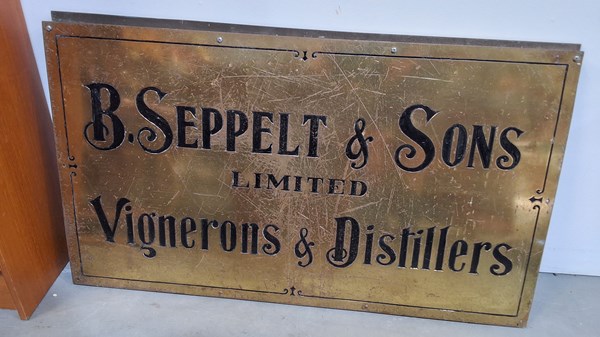 B. Seppelt & Sons
Limited
Vignerons & Distillers